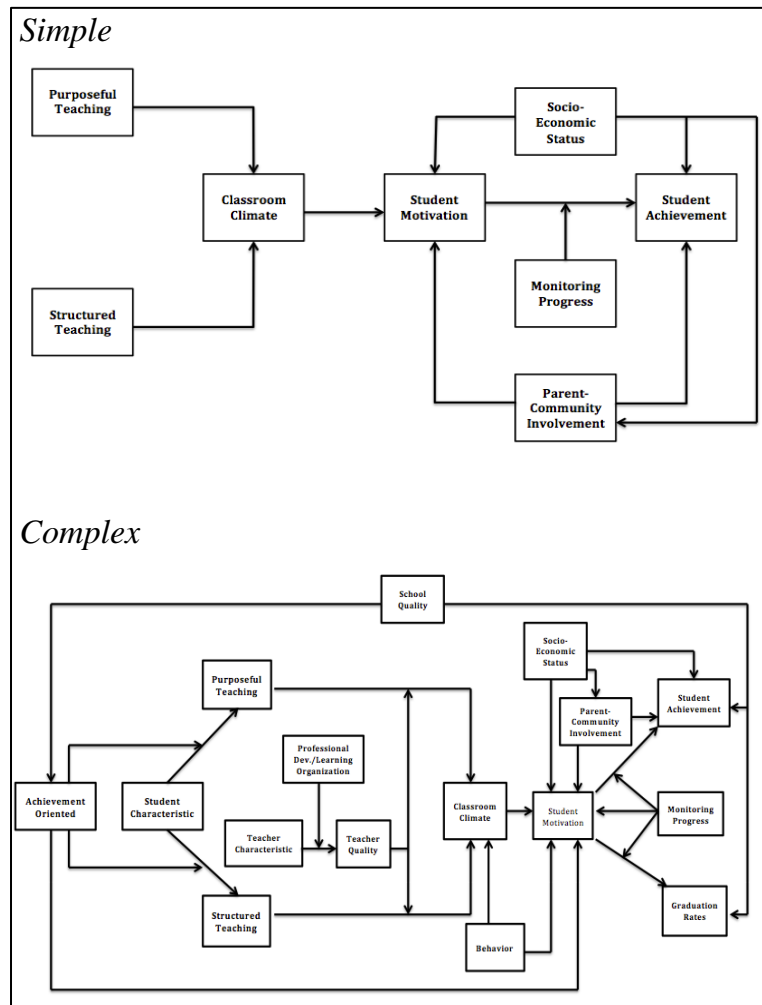 Simple
Purposeful
Teaching
Socio-
Economic
Status
Classroom
Climate
Student
Motivation
Student
Achievement
Structured
Teaching
Monitoring
Progress
Parent-
Community
Involvement
Complex
School
Quality
Socio-
Economic
Status
Purposeful
Teaching
Student
Achievement
Parent-
Community
Involvement
Professional
Dev./Learning
Organization
Achievement
Oriented
Student
Characteristic
Classroom
Climate
Student
Motivation
Monitoring
Progress
Teacher
Characteristic
Teacher
Quality
Structured
Teaching
Graduation
Rates
Behavior